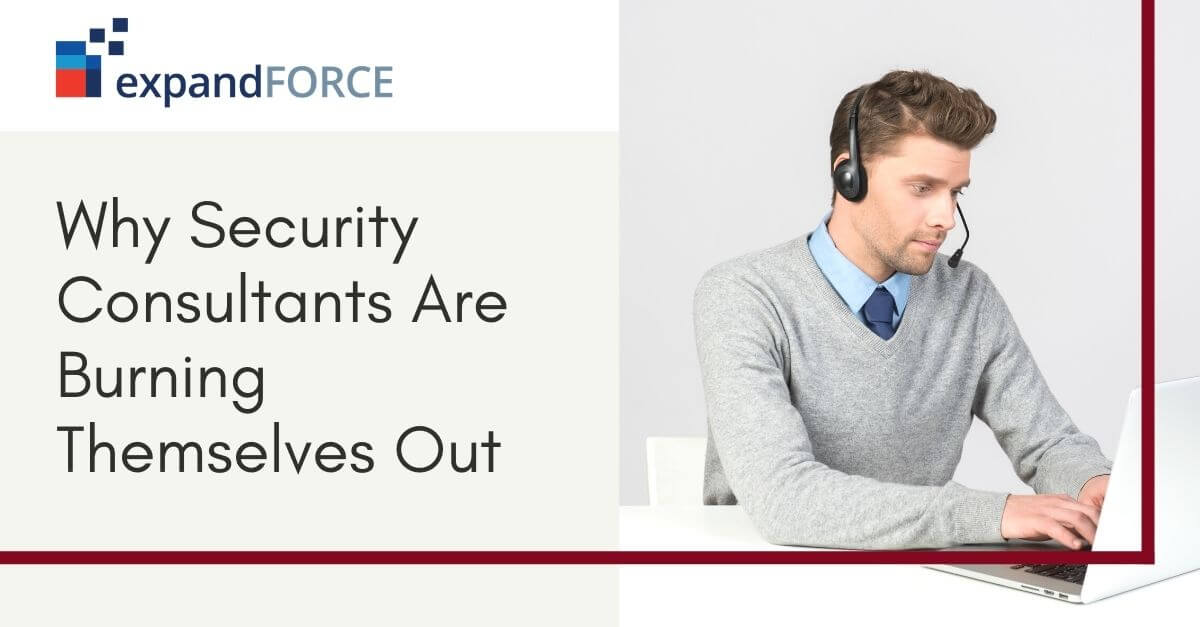 expandFORCE
Why Security
Consultants Are
Burning
Themselves Out